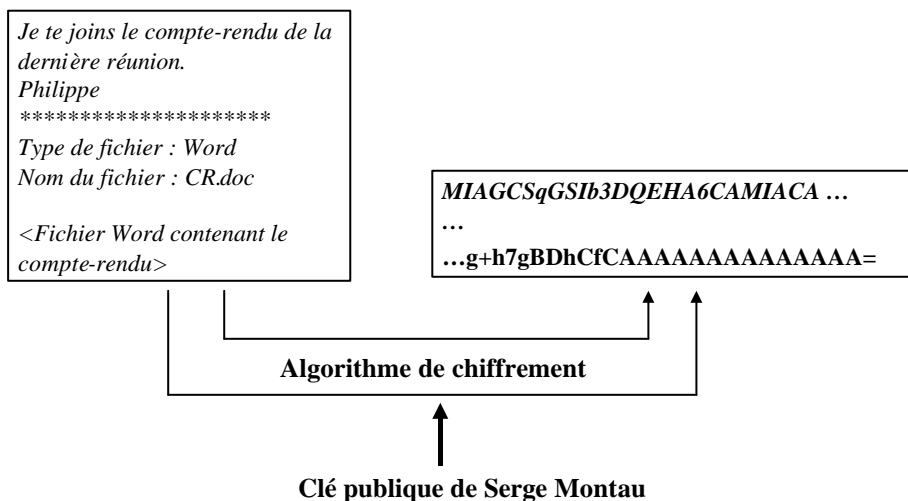 Je te joins le compte-rendu de la
dernière réunion.
Philippe
*********************
Type de fichier : Word
Nom du fichier : CR.doc
<Fichier Word contenant le
compte-rendu>
MIAGCSqGSIb3DQEHA6CAMIACA …
…
…g+h7gBDhCfCAAAAAAAAAAAAAA=
Algorithme de chiffrement
Clé publique de Serge Montau